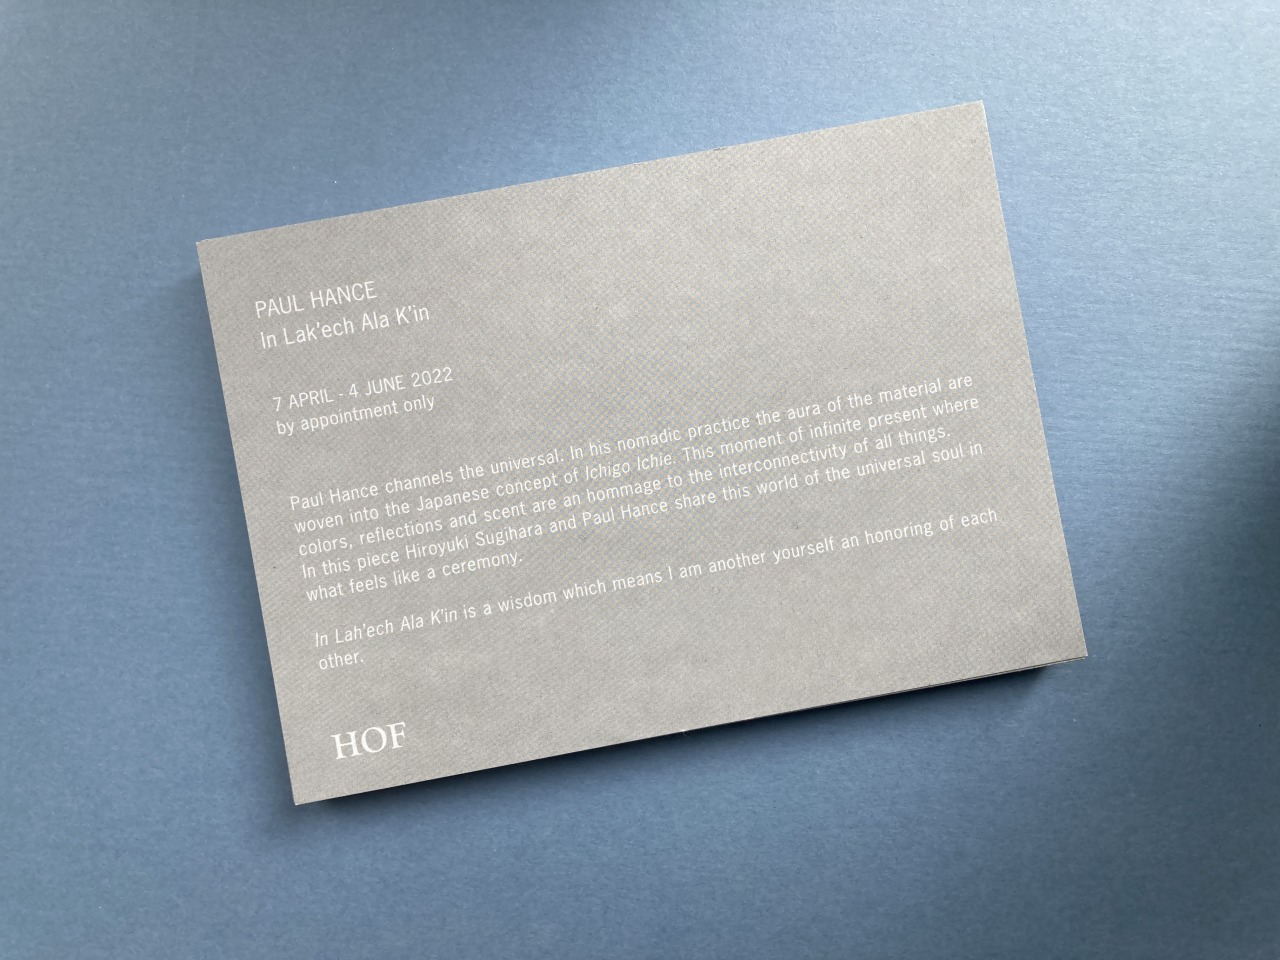 PAUL HANCE
In Lak'ech Ala K'in
7 APRIL - 4 JUNE 2022
by appointment only
Paul Hance channels the universal. In his nomadic practice the aura of the material are
woven into the Japanese concept of Ichigo Ichie. This moment of infinite present where
colors, reflections and scent are an hommage to the interconnectivity of all things.
In this piece Hiroyuki Sugihara and Paul Hance share this world of the universal soul in
what feels like a ceremony.
In Lah'ech Ala K'in is a wisdom which means I am another yourself an honoring of each
other.
HOF